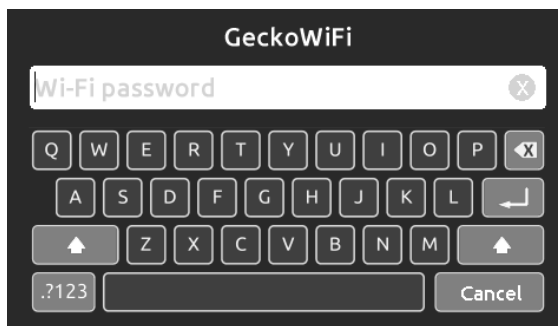 GeckoWiFi
Wi-Fi password
Q W E R T Y U I O P
A S D F G H J K L
Z X C V B N M
.?123 Cancel